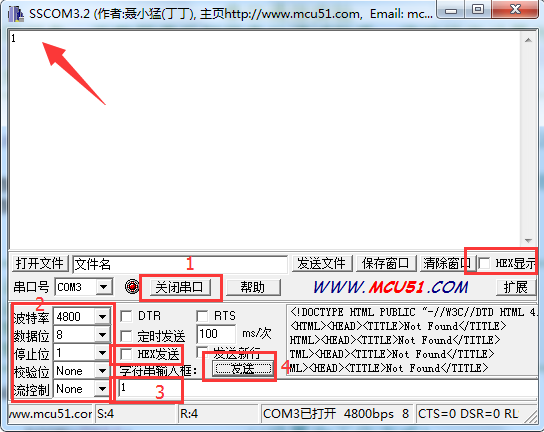 SSCOM3.2 (作者:聂小猛(丁丁), 主页http://www.mcu51.com, Email: mc...
1
打开文件 文件名 发送文件 保存窗口 清除窗口 HEX显示
1
串口号 COM3 关闭串口 帮助 WWW.MCU51.COM 扩展
2
波特率 4800 DTR RTS
数据位 8 定时发送 100 ms/次
停止位 1 HEX发送 发送新行
校验位 None 字符串输入框: 发送 4
流控制 None 1
3
<!DOCTYPE HTML PUBLIC "-//W3C//DTD HTML 4.
<HTML><HEAD><TITLE>Not Found</TITLE>
HTML><HEAD><TITLE>Not Found</TITLE>
TML><HEAD><TITLE>Not Found</TITLE>
ML><HEAD><TITLE>Not Found</TITLE>
www.mcu51.cor S:4 R:4 COM3已打开 4800bps 8 CTS=0 DSR=0 RL